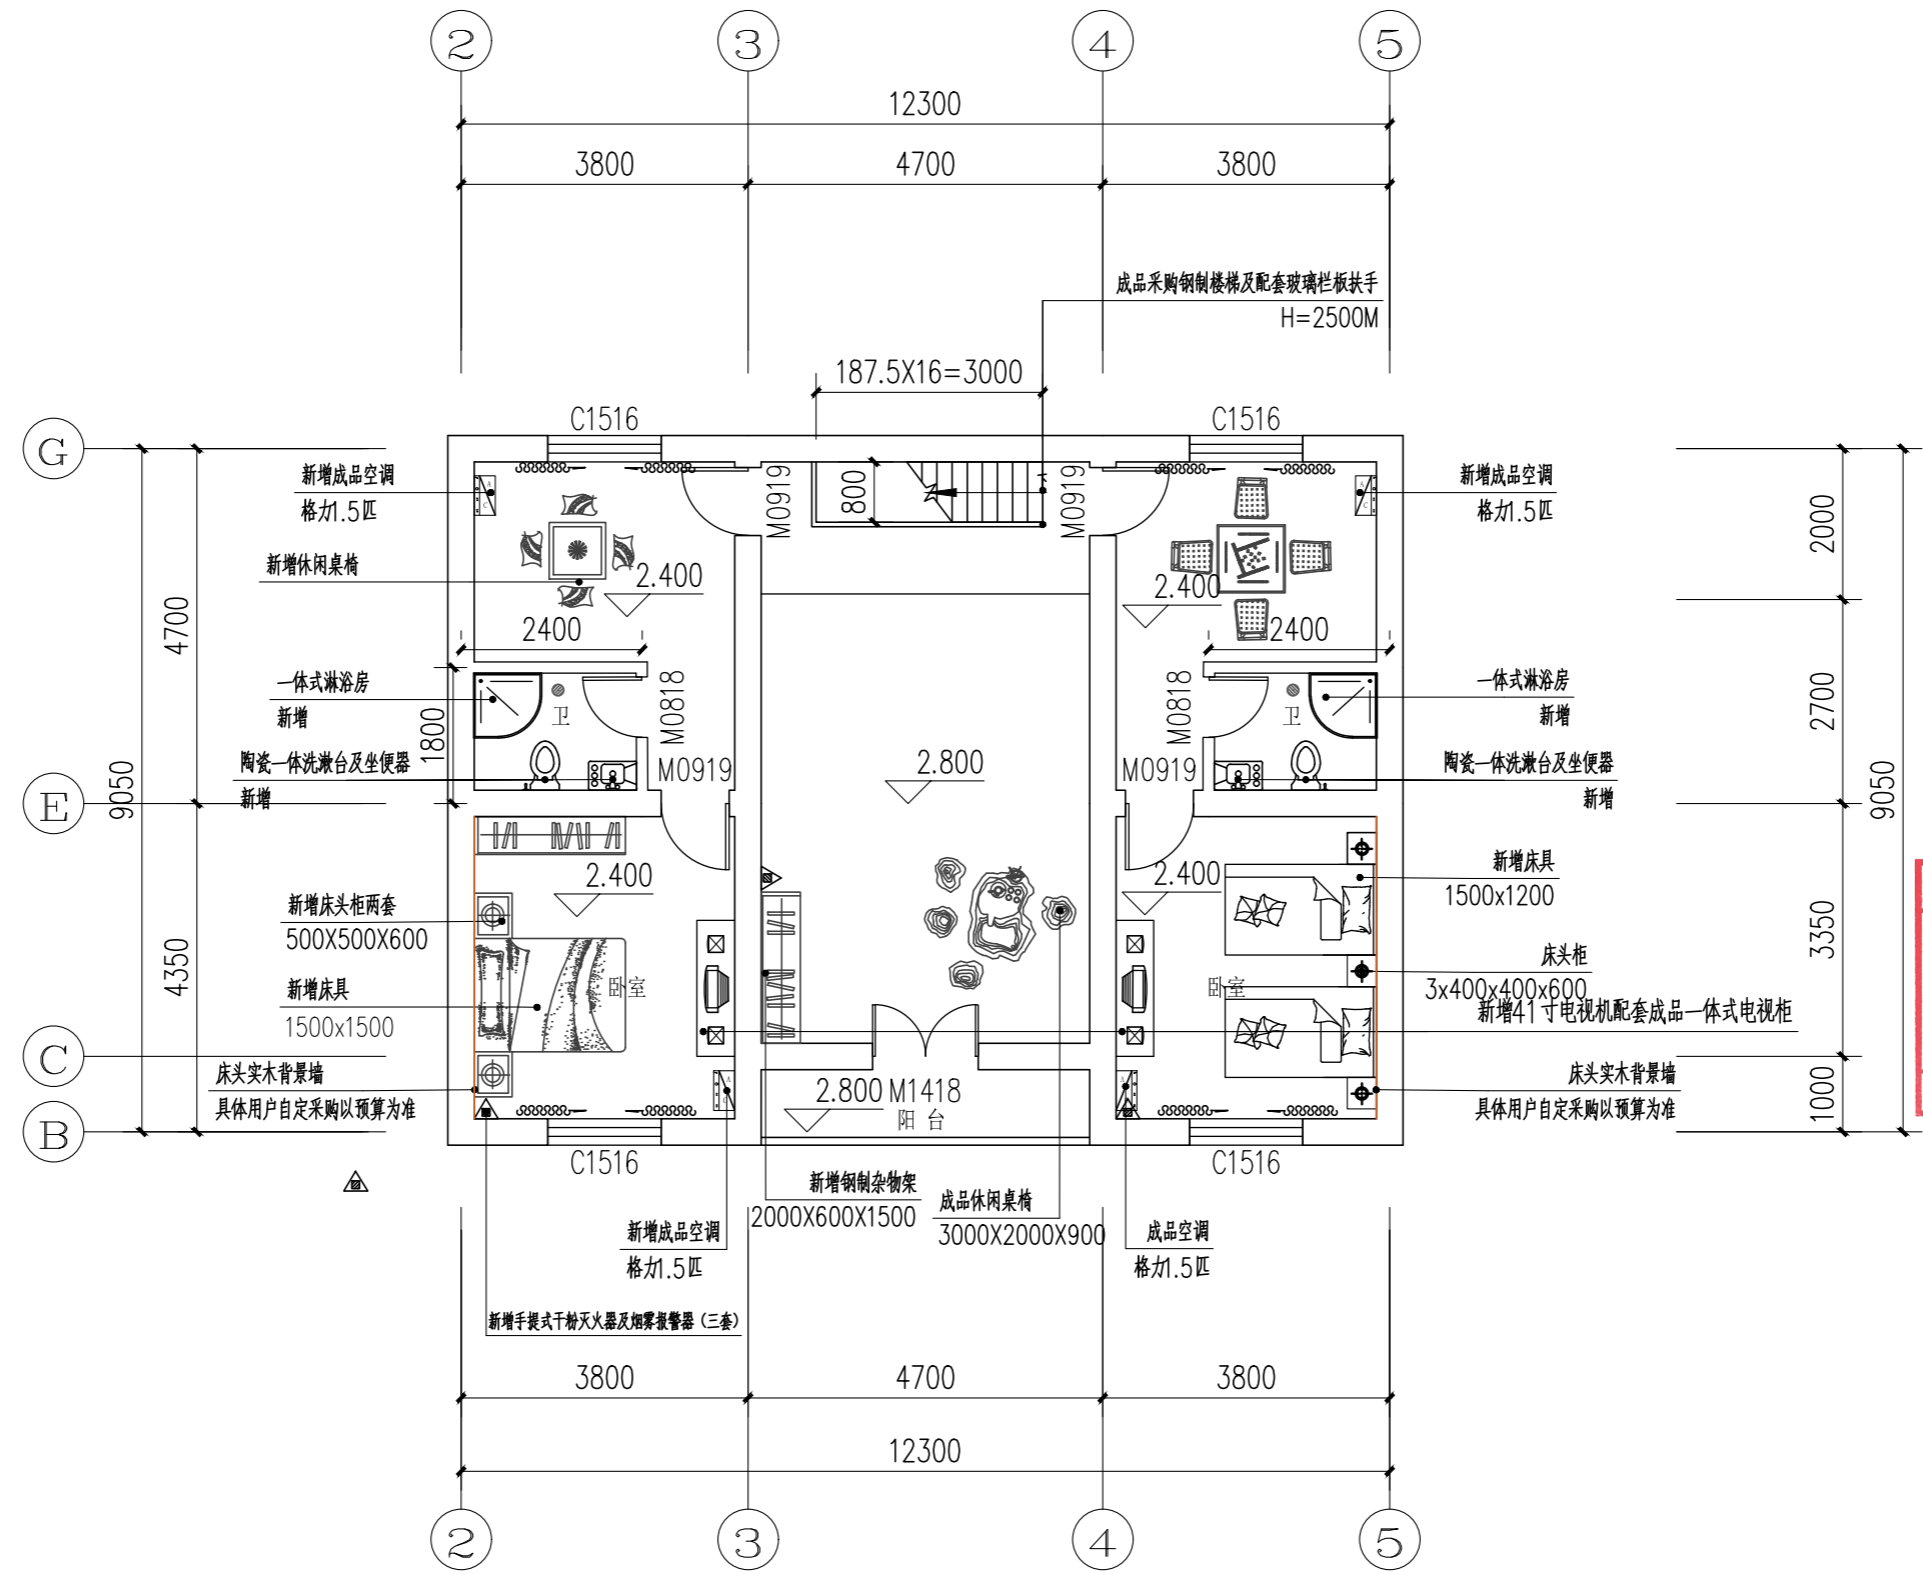 2
3
4
5
12300
3800
4700
3800
成品采购钢制楼梯及配套玻璃栏板扶手
H=2500M
187.5X16=3000
C1516
C1516
G
新增成品空调
格力1.5匹
M0919
800
M0919
新增成品空调
格力1.5匹
2000
新增休闲桌椅
2.400
2.400
4700
2400
2400
一体式淋浴房
新增
卫
M0818
M0818
卫
一体式淋浴房
新增
2700
1800
陶瓷一体洗漱台及坐便器
新增
M0919
2.800
M0919
陶瓷一体洗漱台及坐便器
新增
9050
E
9050
2.400
2.400
新增床具
1500x1200
新增床头柜两套
500X500X600
3350
4350
床头柜
3x400x400x600
新增床具
1500x1500
卧室
卧室
新增41寸电视机配套成品一体式电视柜
C
床头实木背景墙
具体用户自定采购以预算为准
2.800
M1418
阳台
床头实木背景墙
具体用户自定采购以预算为准
1000
B
C1516
C1516
新增钢制杂物架
2000X600X1500
成品休闲桌椅
3000X2000X900
新增成品空调
格力1.5匹
成品空调
格力1.5匹
新增手提式干粉灭火器及烟雾报警器（三套）
3800
4700
3800
12300
2
3
4
5